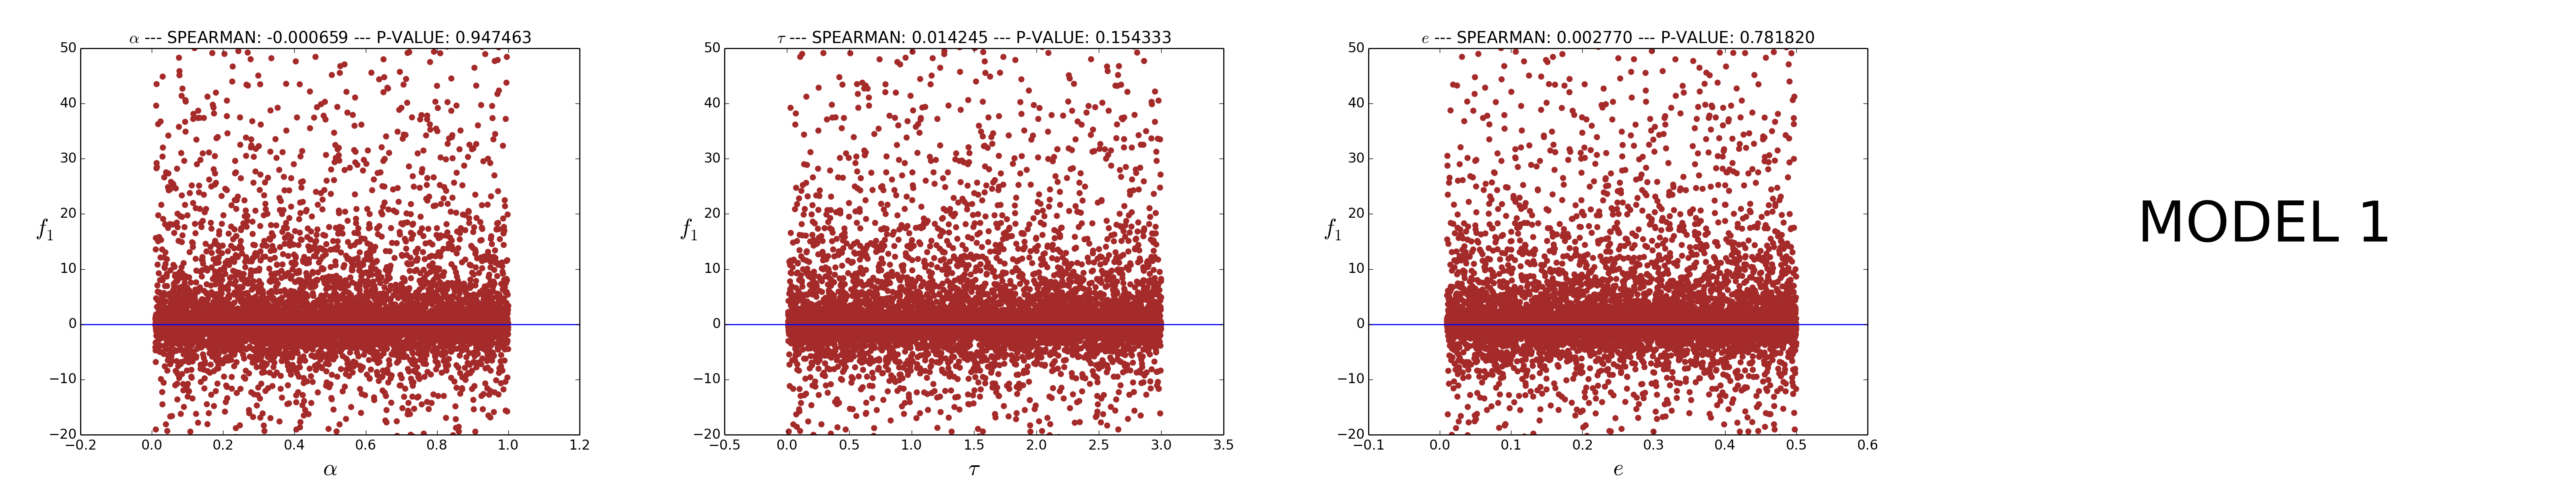 α --- SPEARMAN: -0.000659 --- P-VALUE: 0.947463
50
40
30
20
10
0
−10
−20
f1
−0.2 0.0 0.2 0.4 0.6 0.8 1.0 1.2
α
τ --- SPEARMAN: 0.014245 --- P-VALUE: 0.154333
50
40
30
20
10
0
−10
−20
f1
−0.5 0.0 0.5 1.0 1.5 2.0 2.5 3.0 3.5
τ
e --- SPEARMAN: 0.002770 --- P-VALUE: 0.781820
50
40
30
20
10
0
−10
−20
f1
−0.1 0.0 0.1 0.2 0.3 0.4 0.5 0.6
e
MODEL 1